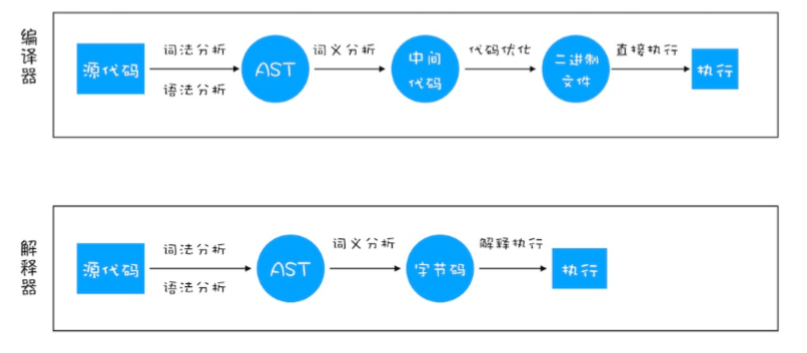 编译器
源代码
词法分析
语法分析
AST
词义分析
中间
代码
代码优化
二进制
文件
直接执行
执行
解释器
源代码
词法分析
语法分析
AST
词义分析
字节码
解释执行
执行